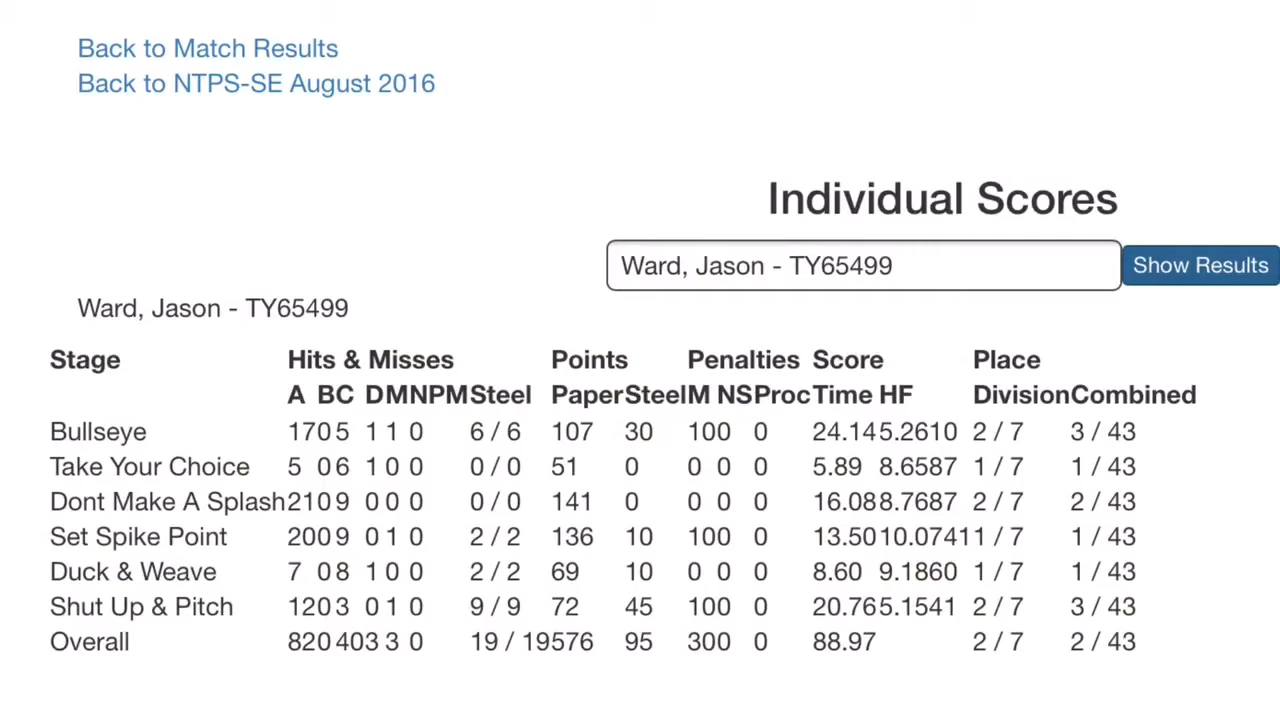 Back to Match Results
Back to NTPS-SE August 2016
Individual Scores
Ward, Jason - TY65499 Show Results
Ward, Jason - TY65499
Stage Hits & Misses Points Penalties Score Place
A B C D M NPM Steel Paper Steel M NS Proc Time HF Division Combined
Bullseye 17 0 5 1 1 0 6 / 6 107 30 10 0 0 24.14 5.2610 2 / 7 3 / 43
Take Your Choice 5 0 6 1 0 0 0 / 0 51 0 0 0 0 5.89 8.6587 1 / 7 1 / 43
Dont Make A Splash 21 0 9 0 0 0 0 / 0 141 0 0 0 0 16.08 8.7687 2 / 7 2 / 43
Set Spike Point 20 0 9 0 1 0 2 / 2 136 10 10 0 0 13.50 10.0741 1 / 7 1 / 43
Duck & Weave 7 0 8 1 0 0 2 / 2 69 10 0 0 0 8.60 9.1860 1 / 7 1 / 43
Shut Up & Pitch 12 0 3 0 1 0 9 / 9 72 45 10 0 0 20.76 5.1541 2 / 7 3 / 43
Overall 82 0 40 3 3 0 19 / 19 576 95 30 0 0 88.97 2 / 7 2 / 43